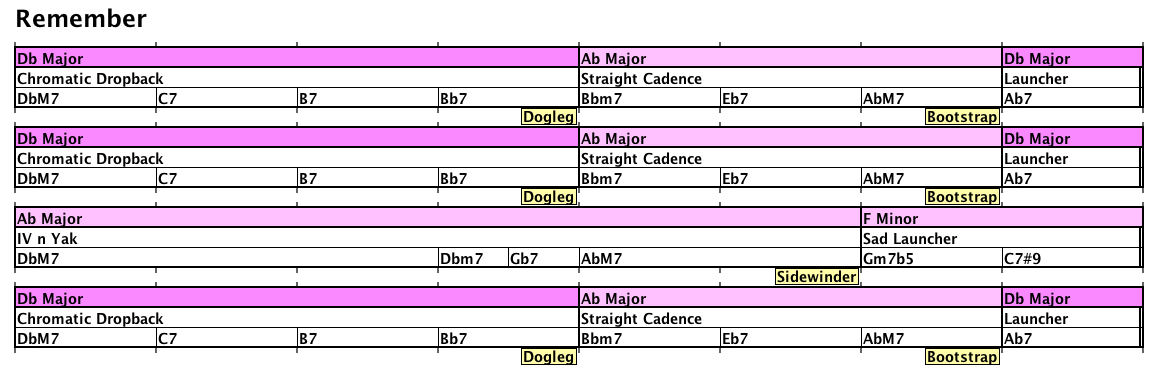 Remember
Db Major Ab Major Db Major
Chromatic Dropback Straight Cadence Launcher
DbM7 C7 B7 Bb7 Bbm7 Eb7 AbM7 Ab7
Dogleg Bootstrap
Db Major Ab Major Db Major
Chromatic Dropback Straight Cadence Launcher
DbM7 C7 B7 Bb7 Bbm7 Eb7 AbM7 Ab7
Dogleg Bootstrap
Ab Major F Minor
IV n Yak Sad Launcher
DbM7 Dbm7 Gb7 AbM7 Gm7b5 C7#9
Sidewinder
Db Major Ab Major Db Major
Chromatic Dropback Straight Cadence Launcher
DbM7 C7 B7 Bb7 Bbm7 Eb7 AbM7 Ab7
Dogleg Bootstrap